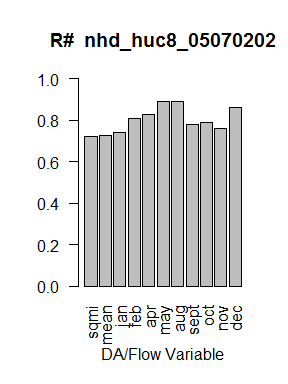 R#  nhd_huc8_05070202
1.0
0.8
0.6
0.4
0.2
0.0
sqmi
mean
jan
feb
apr
may
aug
sept
oct
nov
dec
DA/Flow Variable